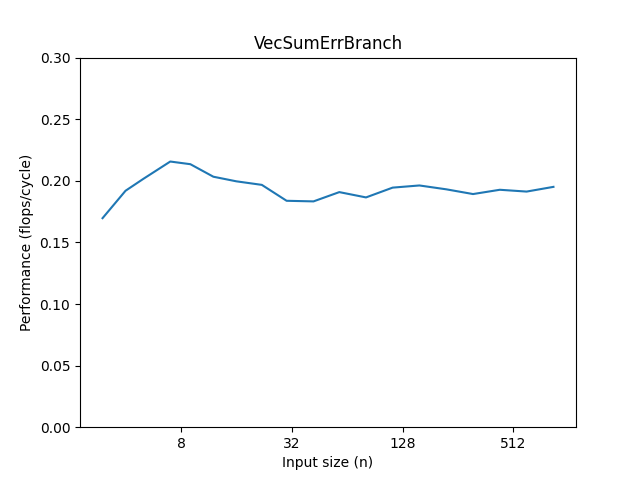 VecSumErrBranch
0.30
0.25
0.20
0.15
0.10
0.05
0.00
Performance (flops/cycle)
8 32 128 512
Input size (n)